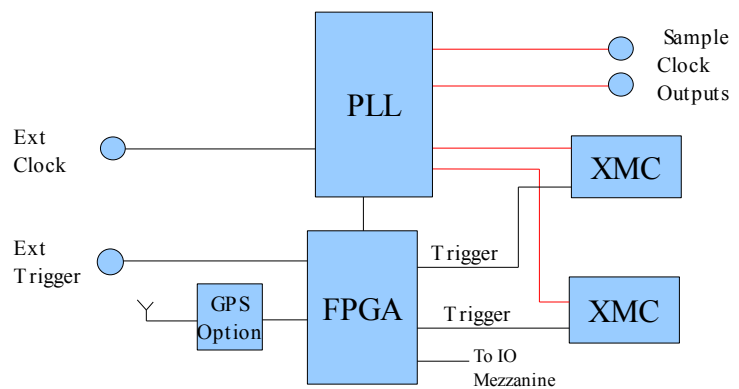 Sample
Clock
Outputs
PLL
Ext
Clock
XMC
Ext
Trigger
Trigger
GPS
Option
FPGA
Trigger
XMC
To IO
Mezzanine